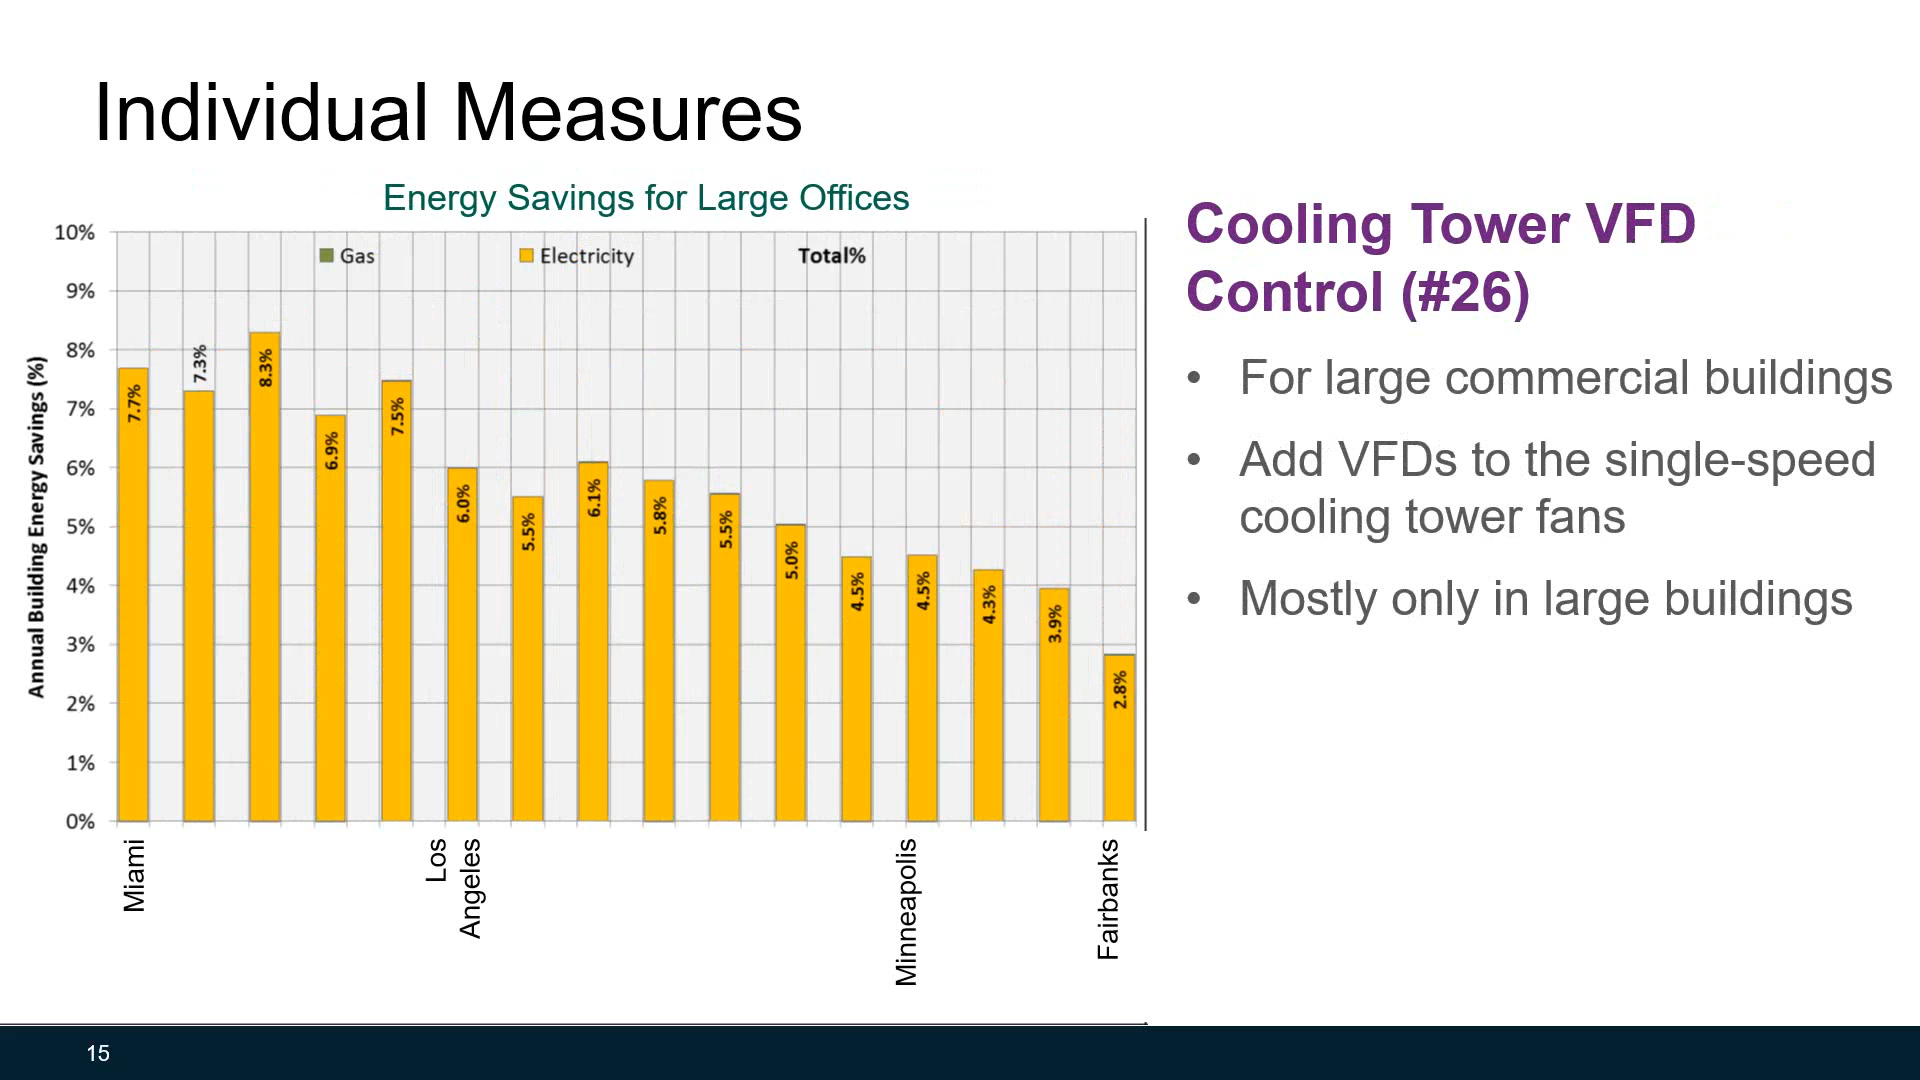 Individual Measures
Energy Savings for Large Offices
Gas
Electricity
Total%
Annual Building Energy Savings (%)
10%
9%
8%
7%
6%
5%
4%
3%
2%
1%
0%
7.7%
7.3%
8.3%
6.9%
7.5%
6.0%
5.5%
6.1%
5.8%
5.5%
5.0%
4.5%
4.5%
4.3%
3.9%
2.8%
Miami
Los
Angeles
Minneapolis
Fairbanks
Cooling Tower VFD
Control (#26)
• For large commercial buildings
• Add VFDs to the single-speed
cooling tower fans
• Mostly only in large buildings
15